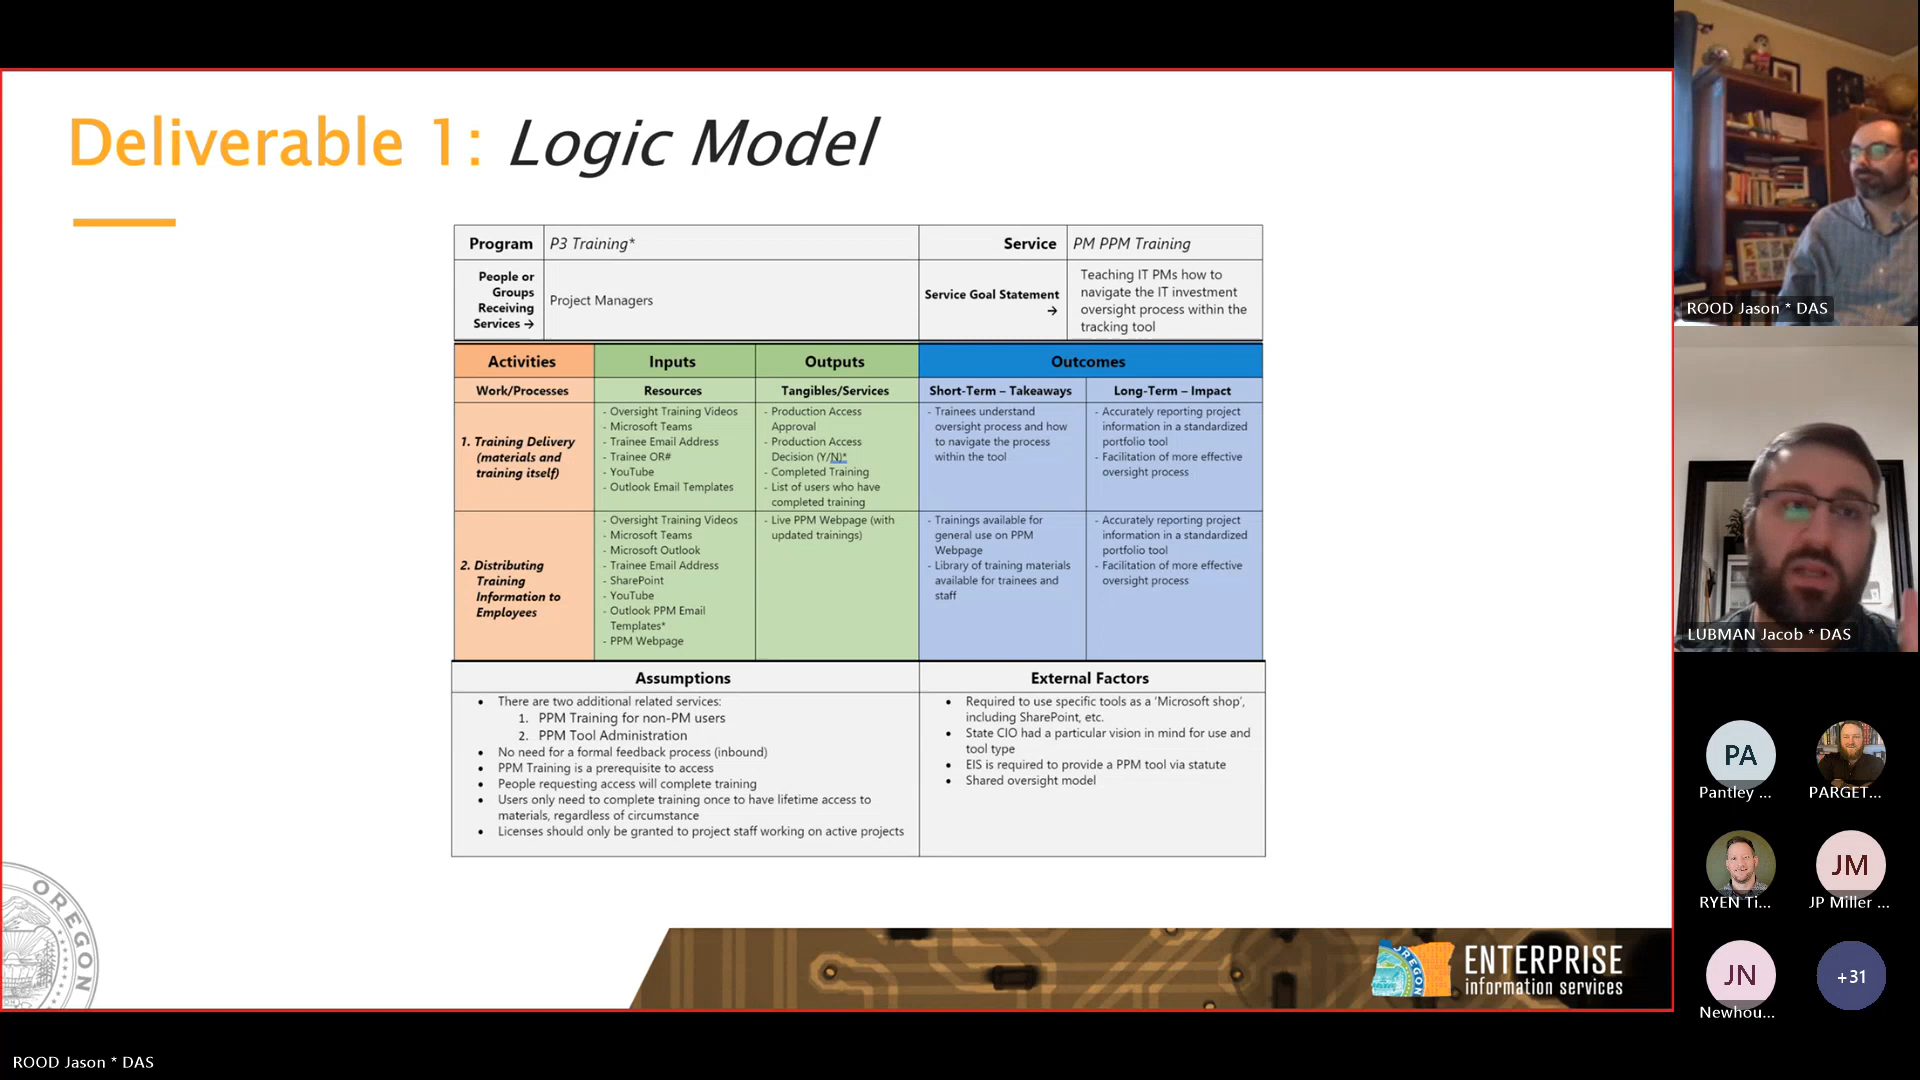 Deliverable 1: Logic Model
Program
P3 Training*
Service
PM PPM Training
People or
Groups
Receiving
Services →
Project Managers
Service Goal Statement
→
Teaching IT PMs how to
navigate the IT investment
oversight process within the
tracking tool
Activities
Inputs
Outputs
Outcomes
Work/Processes
Resources
Tangibles/Services
Short-Term – Takeaways
Long-Term – Impact
1. Training Delivery
(materials and
training itself)
- Oversight Training Videos
- Microsoft Teams
- Trainee Email Address
- Trainee OR#
- YouTube
- Outlook Email Templates
- Production Access
Approval
- Production Access
Decision (Y/N)*
- Completed Training
- List of users who have
completed training
- Trainees understand
oversight process and how
to navigate the process
within the tool
- Accurately reporting project
information in a standardized
portfolio tool
- Facilitation of more effective
oversight process
2. Distributing
Training
Information to
Employees
- Oversight Training Videos
- Microsoft Teams
- Microsoft Outlook
- Trainee Email Address
- SharePoint
- YouTube
- Outlook PPM Email
Templates*
- PPM Webpage
- Live PPM Webpage (with
updated trainings)
- Trainings available for
general use on PPM
Webpage
- Library of training materials
available for trainees and
staff
- Accurately reporting project
information in a standardized
portfolio tool
- Facilitation of more effective
oversight process
Assumptions
• There are two additional related services:
1. PPM Training for non-PM users
2. PPM Tool Administration
• No need for a formal feedback process (inbound)
• PPM Training is a prerequisite to access
• People requesting access will complete training
• Users only need to complete training once to have lifetime access to
materials, regardless of circumstance
• Licenses should only be granted to project staff working on active projects
External Factors
• Required to use specific tools as a ‘Microsoft shop’,
including SharePoint, etc.
• State CIO had a particular vision in mind for use and
tool type
• EIS is required to provide a PPM tool via statute
• Shared oversight model
OREGON
OREGON
ENTERPRISE
information services
ROOD Jason * DAS
LUBMAN Jacob * DAS
PA
Pantley ...
PARGET...
RYEN Ti...
JM
JP Miller ...
JN
Newhou...
+31
ROOD Jason * DAS